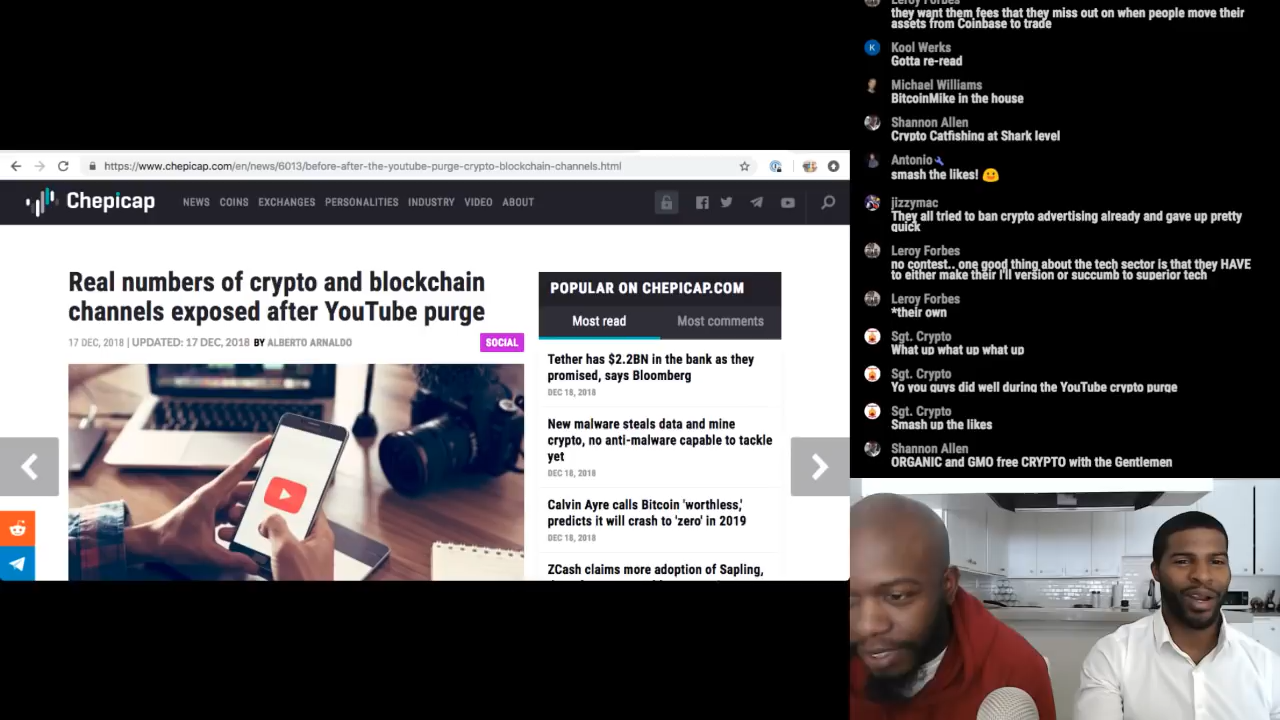 https://www.chepicap.com/en/news/6013/before-after-the-youtube-purge-crypto-blockchain-channels.html
Chepicap
NEWS COINS EXCHANGES PERSONALITIES INDUSTRY VIDEO ABOUT
Real numbers of crypto and blockchain
channels exposed after YouTube purge
17 DEC, 2018 | UPDATED: 17 DEC, 2018 BY ALBERTO ARNALDO
SOCIAL
POPULAR ON CHEPICAP.COM
Most read Most comments
Tether has $2.2BN in the bank as they
promised, says Bloomberg
DEC 18, 2018
New malware steals data and mine
crypto, no anti-malware capable to tackle
yet
DEC 18, 2018
Calvin Ayre calls Bitcoin 'worthless,'
predicts it will crash to 'zero' in 2019
DEC 18, 2018
ZCash claims more adoption of Sapling,
Leroy Forbes
they want them fees that they miss out on when people move their
assets from Coinbase to trade
K
Kool Werks
Gotta re-read
Michael Williams
BitcoinMike in the house
Shannon Allen
Crypto Catfishing at Shark level
Antonio
smash the likes!
jizzymac
They all tried to ban crypto advertising already and gave up pretty
quick
Leroy Forbes
no contest.. one good thing about the tech sector is that they HAVE
to either make their I'll version or succumb to superior tech
Leroy Forbes
*their own
Sgt. Crypto
What up what up what up
Sgt. Crypto
Yo you guys did well during the YouTube crypto purge
Sgt. Crypto
Smash up the likes
Shannon Allen
ORGANIC and GMO free CRYPTO with the Gentlemen